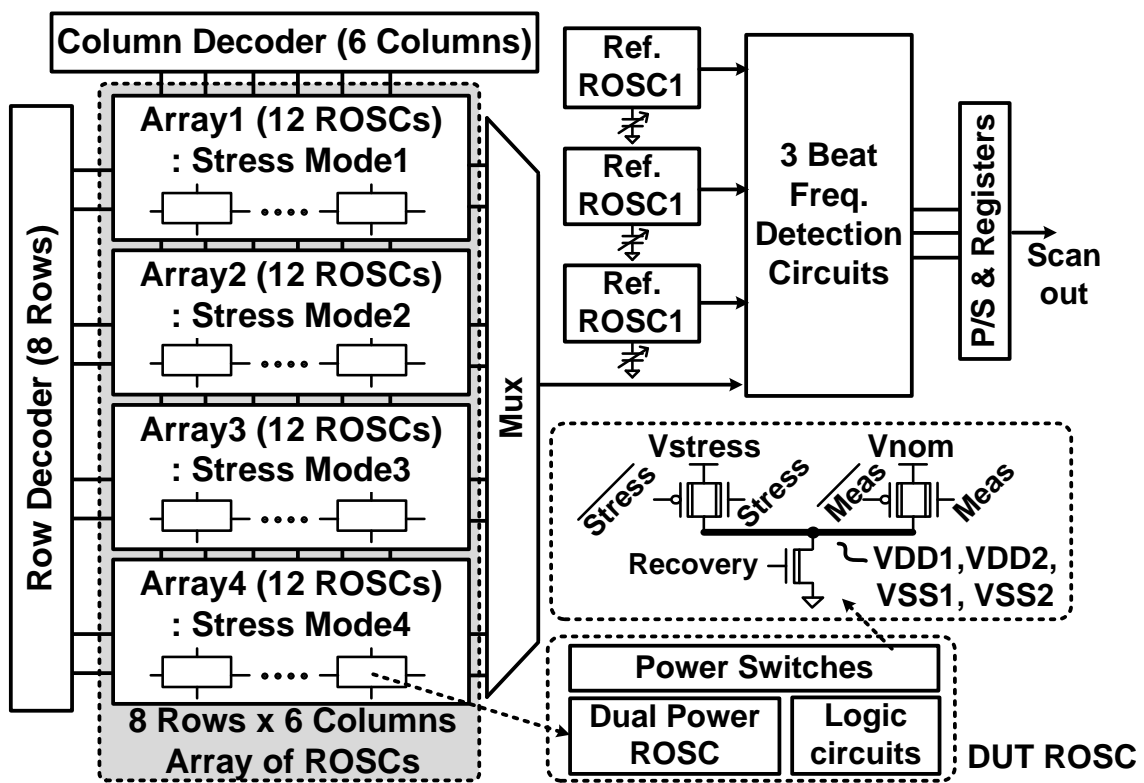 Column Decoder (6 Columns)
Row Decoder (8 Rows)
Array1 (12 ROSCs)
: Stress Mode1
Array2 (12 ROSCs)
: Stress Mode2
Array3 (12 ROSCs)
: Stress Mode3
Array4 (12 ROSCs)
: Stress Mode4
8 Rows x 6 Columns
Array of ROSCs
Mux
Ref.
ROSC1
Ref.
ROSC1
Ref.
ROSC1
3 Beat
Freq.
Detection
Circuits
P/S & Registers
Scan
out
Vstress
Vnom
Stress
Stress
Meas
Meas
Recovery
VDD1,VDD2,
VSS1, VSS2
Power Switches
Dual Power
ROSC
Logic
circuits
DUT ROSC